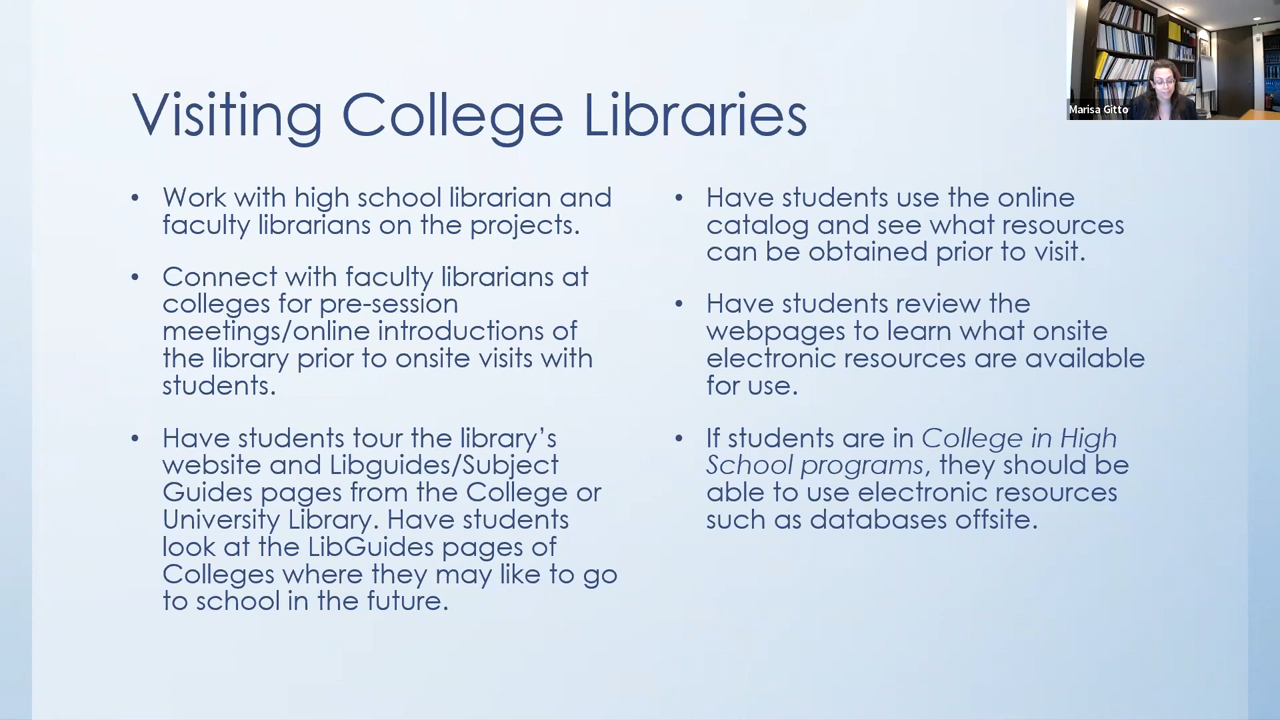 Visiting College Libraries
• Work with high school librarian and
faculty librarians on the projects.
• Connect with faculty librarians at
colleges for pre-session
meetings/online introductions of
the library prior to onsite visits with
students.
• Have students tour the library’s
website and Libguides/Subject
Guides pages from the College or
University Library. Have students
look at the LibGuides pages of
Colleges where they may like to go
to school in the future.
• Have students use the online
catalog and see what resources
can be obtained prior to visit.
• Have students review the
webpages to learn what onsite
electronic resources are available
for use.
• If students are in College in High
School programs, they should be
able to use electronic resources
such as databases offsite.
Marisa Gitto